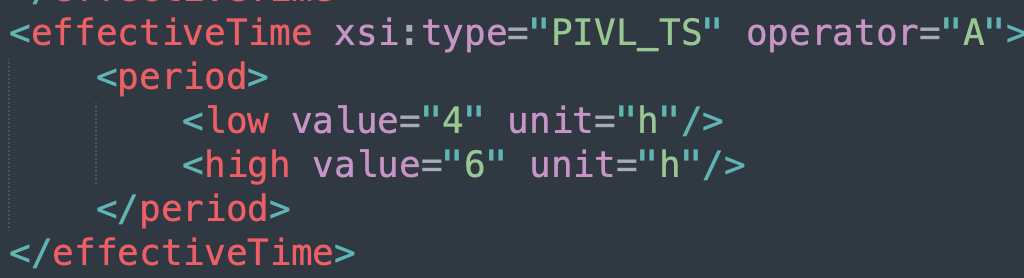 <effectiveTime xsi:type="PIVL_TS" operator="A">
<period>
<low value="4" unit="h"/>
<high value="6" unit="h"/>
</period>
</effectiveTime>